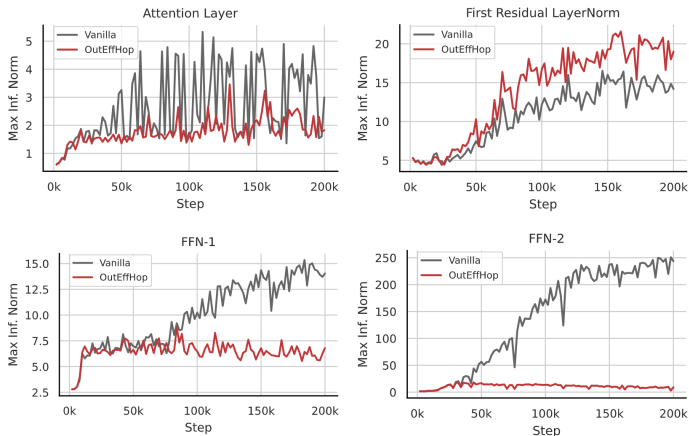 Attention Layer
Max Inf. Norm
5
4
3
2
1
Vanilla
OutEffHop
0k 50k 100k 150k 200k
Step
First Residual LayerNorm
Max Inf. Norm
20
15
10
5
Vanilla
OutEffHop
0k 50k 100k 150k 200k
Step
FFN-1
Max Inf. Norm
15.0
12.5
10.0
7.5
5.0
2.5
Vanilla
OutEffHop
0k 50k 100k 150k 200k
Step
FFN-2
Max Inf. Norm
250
200
150
100
50
0
Vanilla
OutEffHop
0k 50k 100k 150k 200k
Step